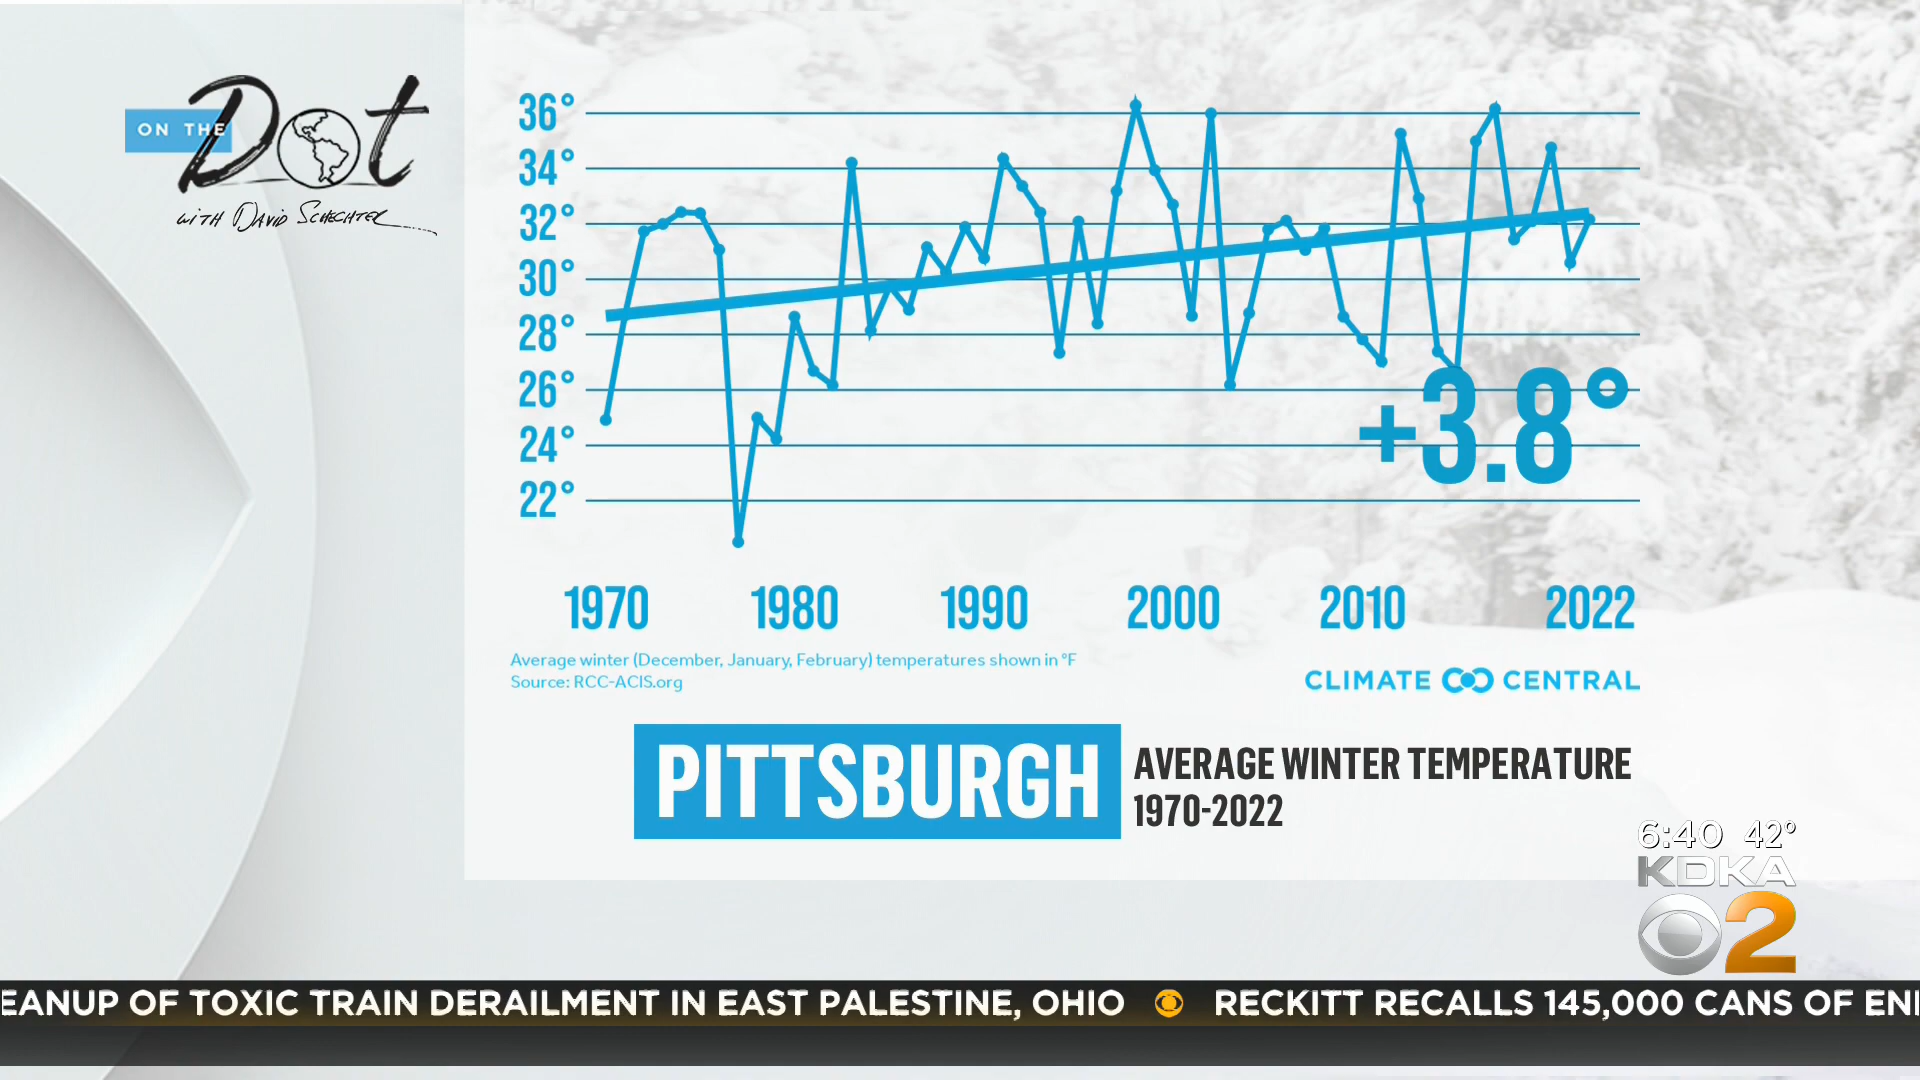 ON THE Dot
WITH DAVID SCHECHTER
36°
34°
32°
30°
28°
26°
24°
22°
+3.8°
1970 1980 1990 2000 2010 2022
Average winter (December, January, February) temperatures shown in °F
Source: RCC-ACIS.org
CLIMATE CENTRAL
PITTSBURGH
AVERAGE WINTER TEMPERATURE
1970-2022
6:40 42°
KDKA
2
EANUP OF TOXIC TRAIN DERAILMENT IN EAST PALESTINE, OHIO RECKITT RECALLS 145,000 CANS OF EN